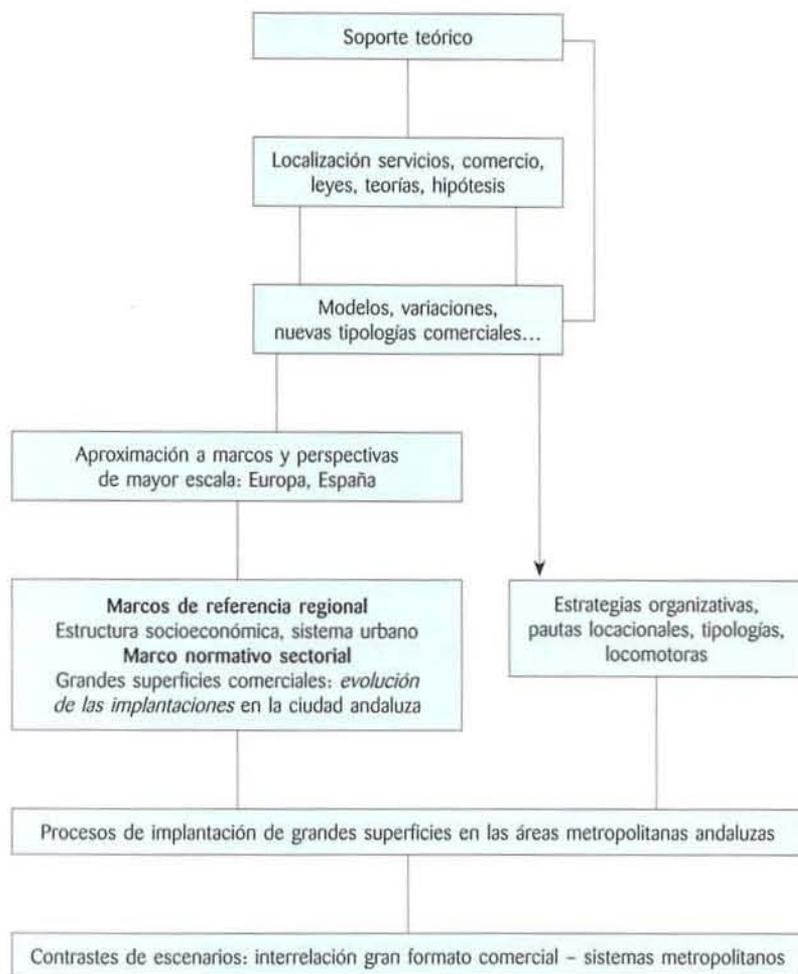 Soporte teórico
Localización servicios, comercio,
leyes, teorías, hipótesis
Modelos, variaciones,
nuevas tipologías comerciales...
Aproximación a marcos y perspectivas
de mayor escala: Europa, España
Marcos de referencia regional
Estructura socioeconómica, sistema urbano
Marco normativo sectorial
Grandes superficies comerciales: evolución
de las implantaciones en la ciudad andaluza
Estrategias organizativas,
pautas locacionales, tipologías,
locomotoras
Procesos de implantación de grandes superficies en las áreas metropolitanas andaluzas
Contrastes de escenarios: interrelación gran formato comercial – sistemas metropolitanos